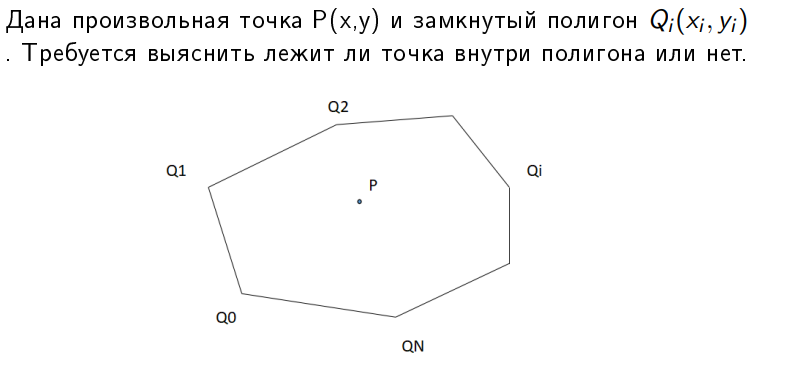 Дана произвольная точка P(x,y) и замкнутый полигон Qi(xi, yi)
. Требуется выяснить лежит ли точка внутри полигона или нет.
Q2
Q1
Qi
P
Q0
QN